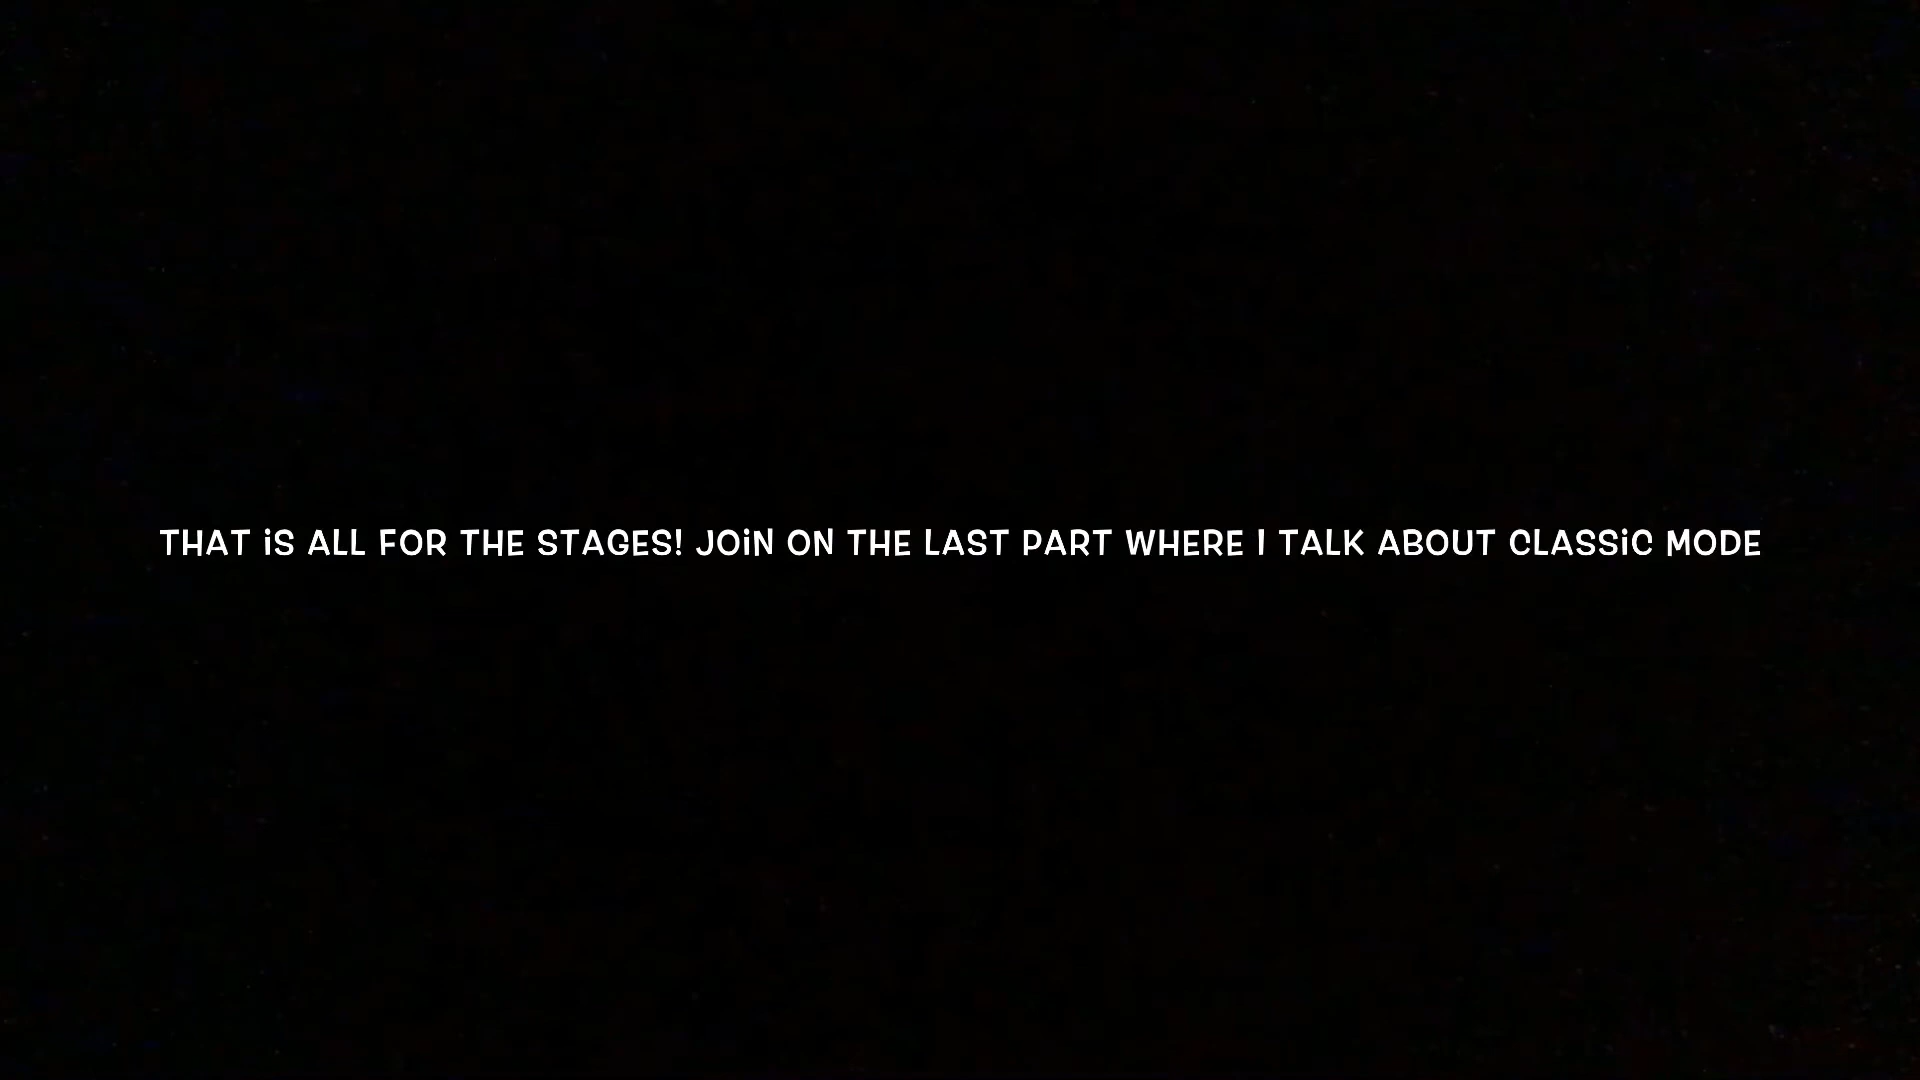 THAT iS ALL FOR THE STAGES! JOiN ON THE LAST PART WHERE I TALK ABOUT CLASSiC MODE